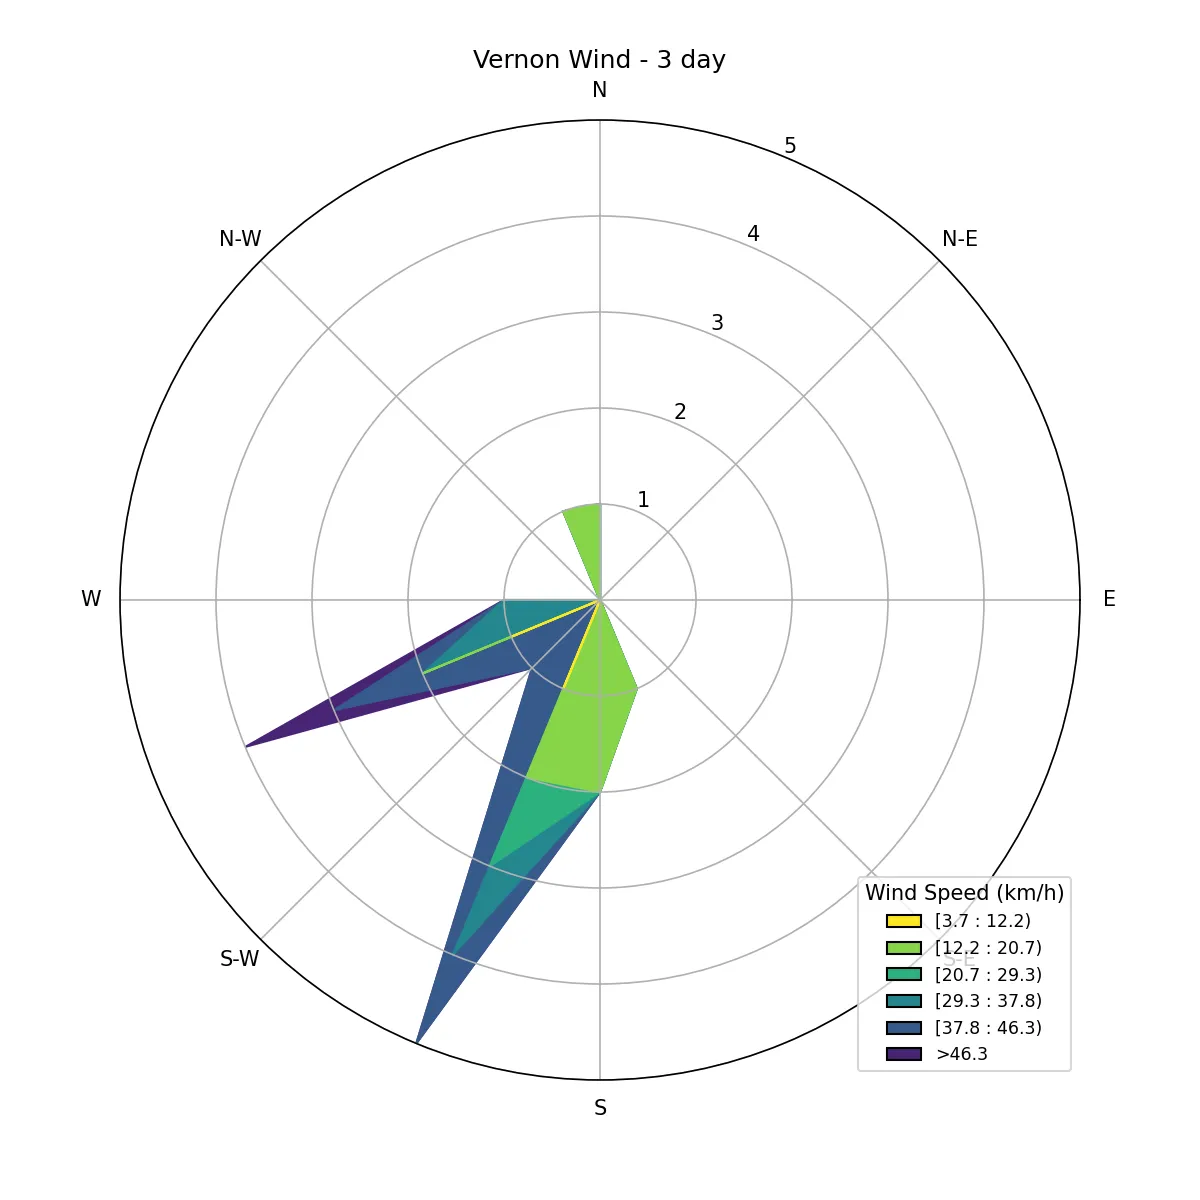 Vernon Wind - 3 day
N
5
N-W
4
N-E
3
2
1
W
E
Wind Speed (km/h)
[3.7 : 12.2)
[12.2 : 20.7)
S-W
S-E
[20.7 : 29.3)
[29.3 : 37.8)
[37.8 : 46.3)
>46.3
S